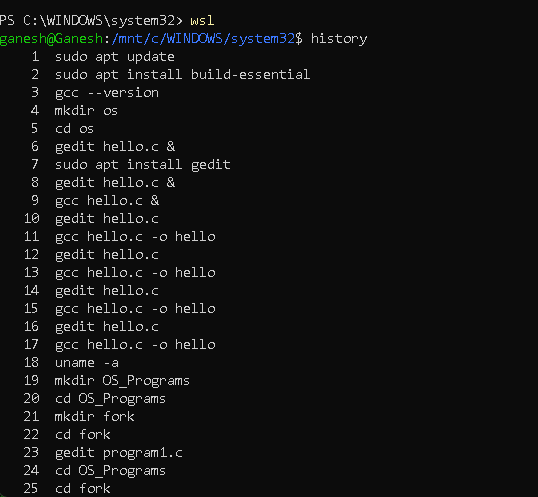 PS C:\WINDOWS\system32> wsl
ganesh@Ganesh:/mnt/c/WINDOWS/system32$ history
1 sudo apt update
2 sudo apt install build-essential
3 gcc --version
4 mkdir os
5 cd os
6 gedit hello.c &
7 sudo apt install gedit
8 gedit hello.c &
9 gcc hello.c &
10 gedit hello.c
11 gcc hello.c -o hello
12 gedit hello.c
13 gcc hello.c -o hello
14 gedit hello.c
15 gcc hello.c -o hello
16 gedit hello.c
17 gcc hello.c -o hello
18 uname -a
19 mkdir OS_Programs
20 cd OS_Programs
21 mkdir fork
22 cd fork
23 gedit program1.c
24 cd OS_Programs
25 cd fork